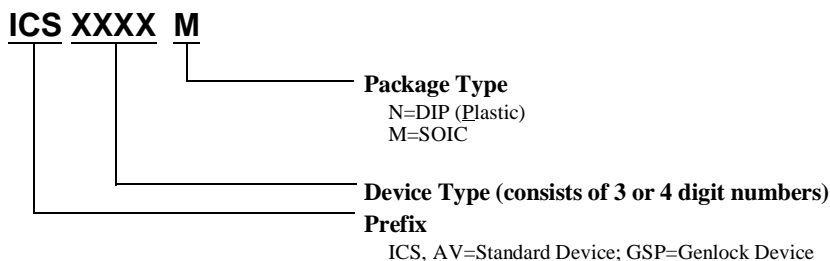 ICS XXXX M
Package Type
N=DIP (Plastic)
M=SOIC
Device Type (consists of 3 or 4 digit numbers)
Prefix
ICS, AV=Standard Device; GSP=Genlock Device